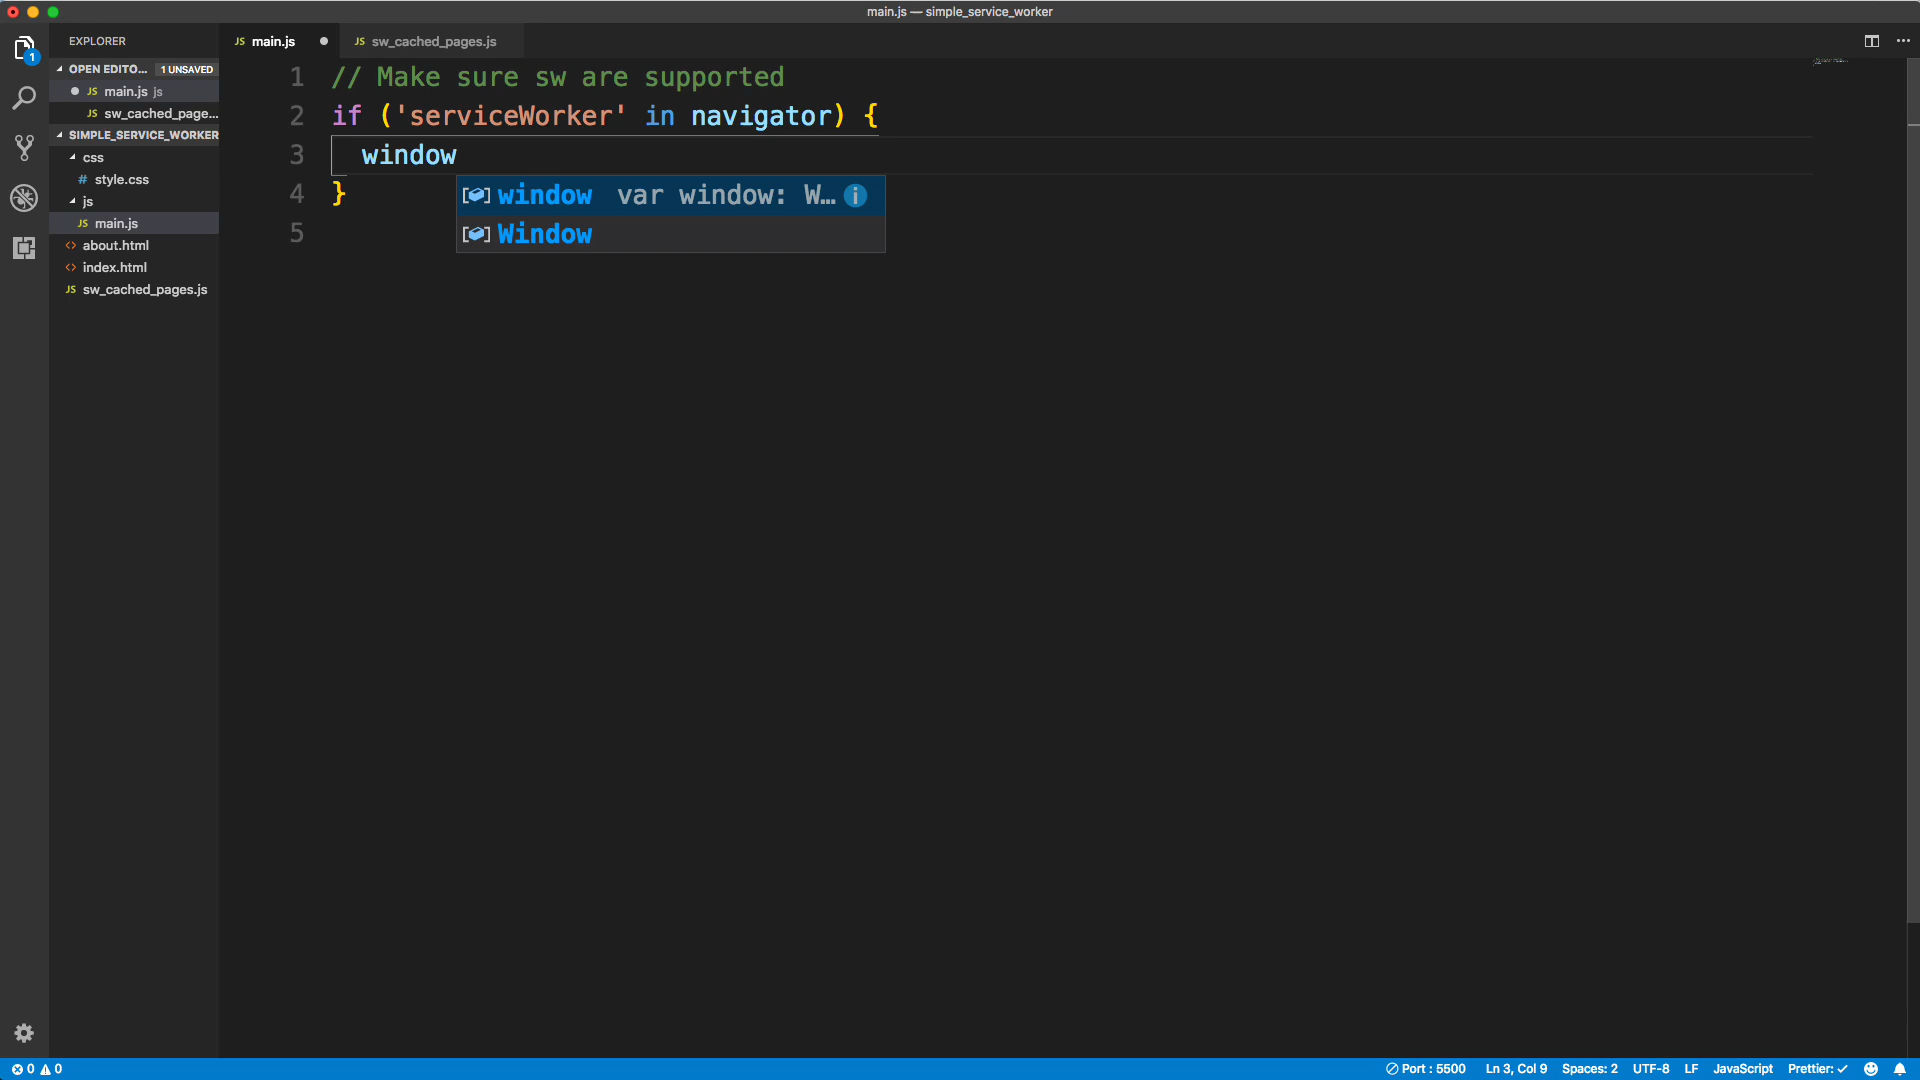 main.js — simple_service_worker
EXPLORER
OPEN EDITO... 1 UNSAVED
JS main.js js
JS sw_cached_page...
SIMPLE_SERVICE_WORKER
css
# style.css
js
JS main.js
<> about.html
<> index.html
JS sw_cached_pages.js
JS main.js
JS sw_cached_pages.js
1 // Make sure sw are supported
2 if ('serviceWorker' in navigator) {
3 window
4 }
5
window var window: W...
Window
1
0 0
Port : 5500 Ln 3, Col 9 Spaces: 2 UTF-8 LF JavaScript Prettier: ✓